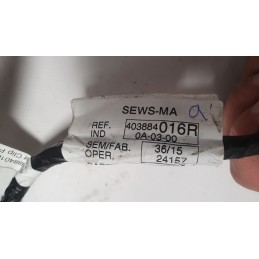 SEWS-MA
REF. 403884016R
IND 0A-03-00
SEM/FAB. 36/15
OPER. 24157